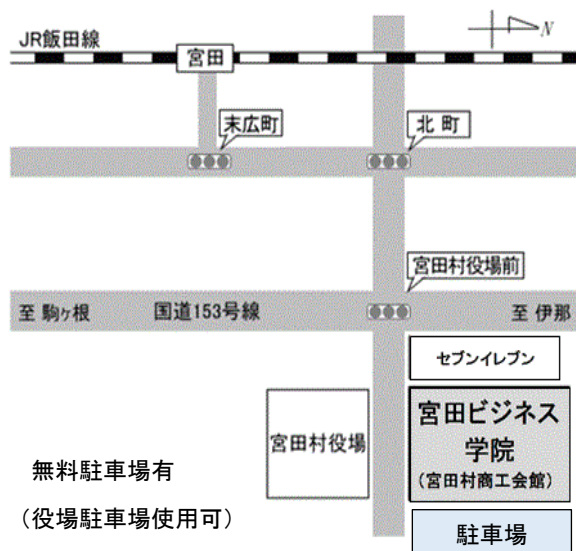 JR飯田線
N
宮田
末広町
北町
宮田村役場前
至 駒ヶ根
国道153号線
至 伊那
セブンイレブン
宮田ビジネス
学院
(宮田村商工会館)
宮田村役場
無料駐車場有
(役場駐車場使用可)
駐車場